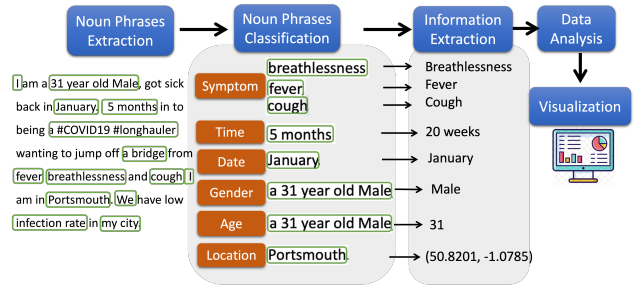 Noun Phrases
Extraction
Noun Phrases
Classification
Information
Extraction
Data
Analysis
Visualization
I am a 31 year old Male, got sick
back in January, 5 months in to
being a #COVID19 #longhauler
wanting to jump off a bridge from
fever breathlessness and cough I
am in Portsmouth. We have low
infection rate in my city
Symptom
breathlessness
fever
cough
Breathlessness
Fever
Cough
Time
5 months
20 weeks
Date
January
January
Gender
a 31 year old Male
Male
Age
a 31 year old Male
31
Location
Portsmouth.
(50.8201, -1.0785)